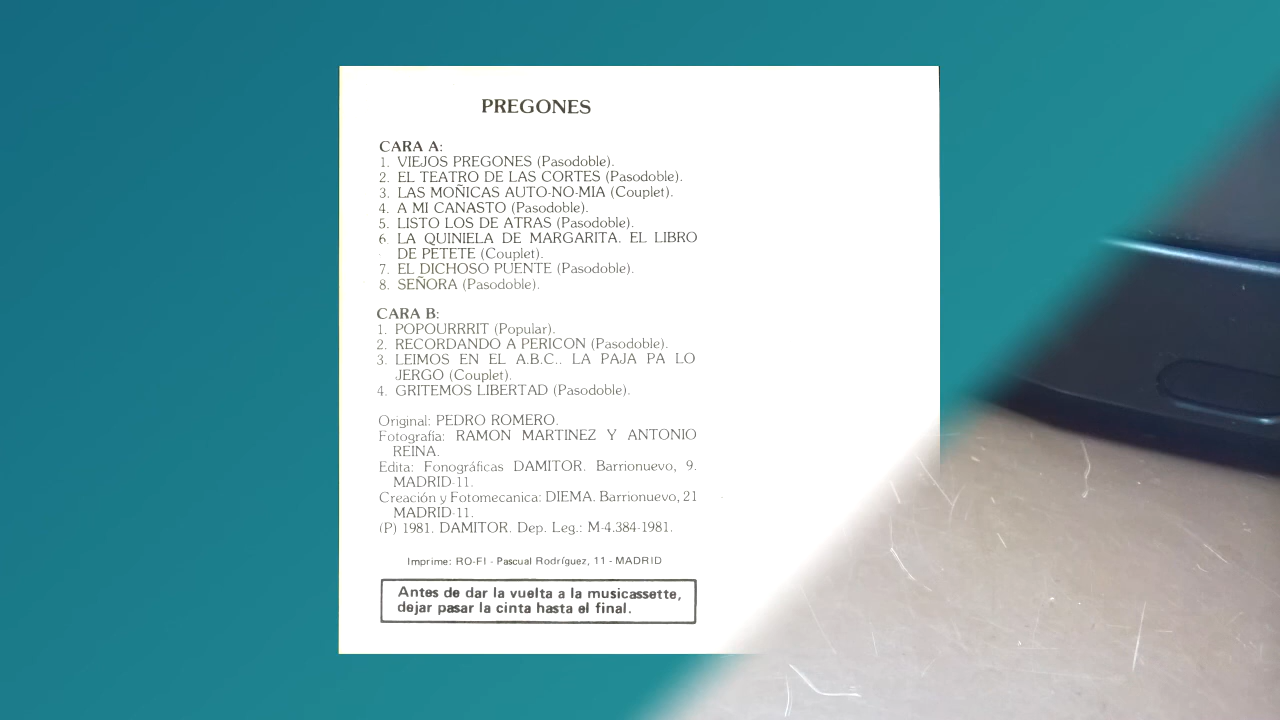 PREGONES
CARA A:
1. VIEJOS PREGONES (Pasodoble).
2. EL TEATRO DE LAS CORTES (Pasodoble).
3. LAS MOÑICAS AUTO-NO-MIA (Couplet).
4. A MI CANASTO (Pasodoble).
5. LISTO LOS DE ATRAS (Pasodoble).
6. LA QUINIELA DE MARGARITA. EL LIBRO
DE PETETE (Couplet).
7. EL DICHOSO PUENTE (Pasodoble).
8. SEÑORA (Pasodoble).
CARA B:
1. POPOURRRIT (Popular).
2. RECORDANDO A PERICON (Pasodoble).
3. LEIMOS EN EL A.B.C.. LA PAJA PA LO
JERGO (Couplet).
4. GRITEMOS LIBERTAD (Pasodoble).
Original: PEDRO ROMERO.
Fotografía: RAMON MARTINEZ Y ANTONIO
REINA.
Edita: Fonográficas DAMITOR. Barrionuevo, 9.
MADRID-11.
Creación y Fotomecanica: DIEMA. Barrionuevo, 21
MADRID-11.
(P) 1981. DAMITOR. Dep. Leg.: M-4.384-1981.
Imprime: RO-FI - Pascual Rodríguez, 11 - MADRID
Antes de dar la vuelta a la musicassette,
dejar pasar la cinta hasta el final.